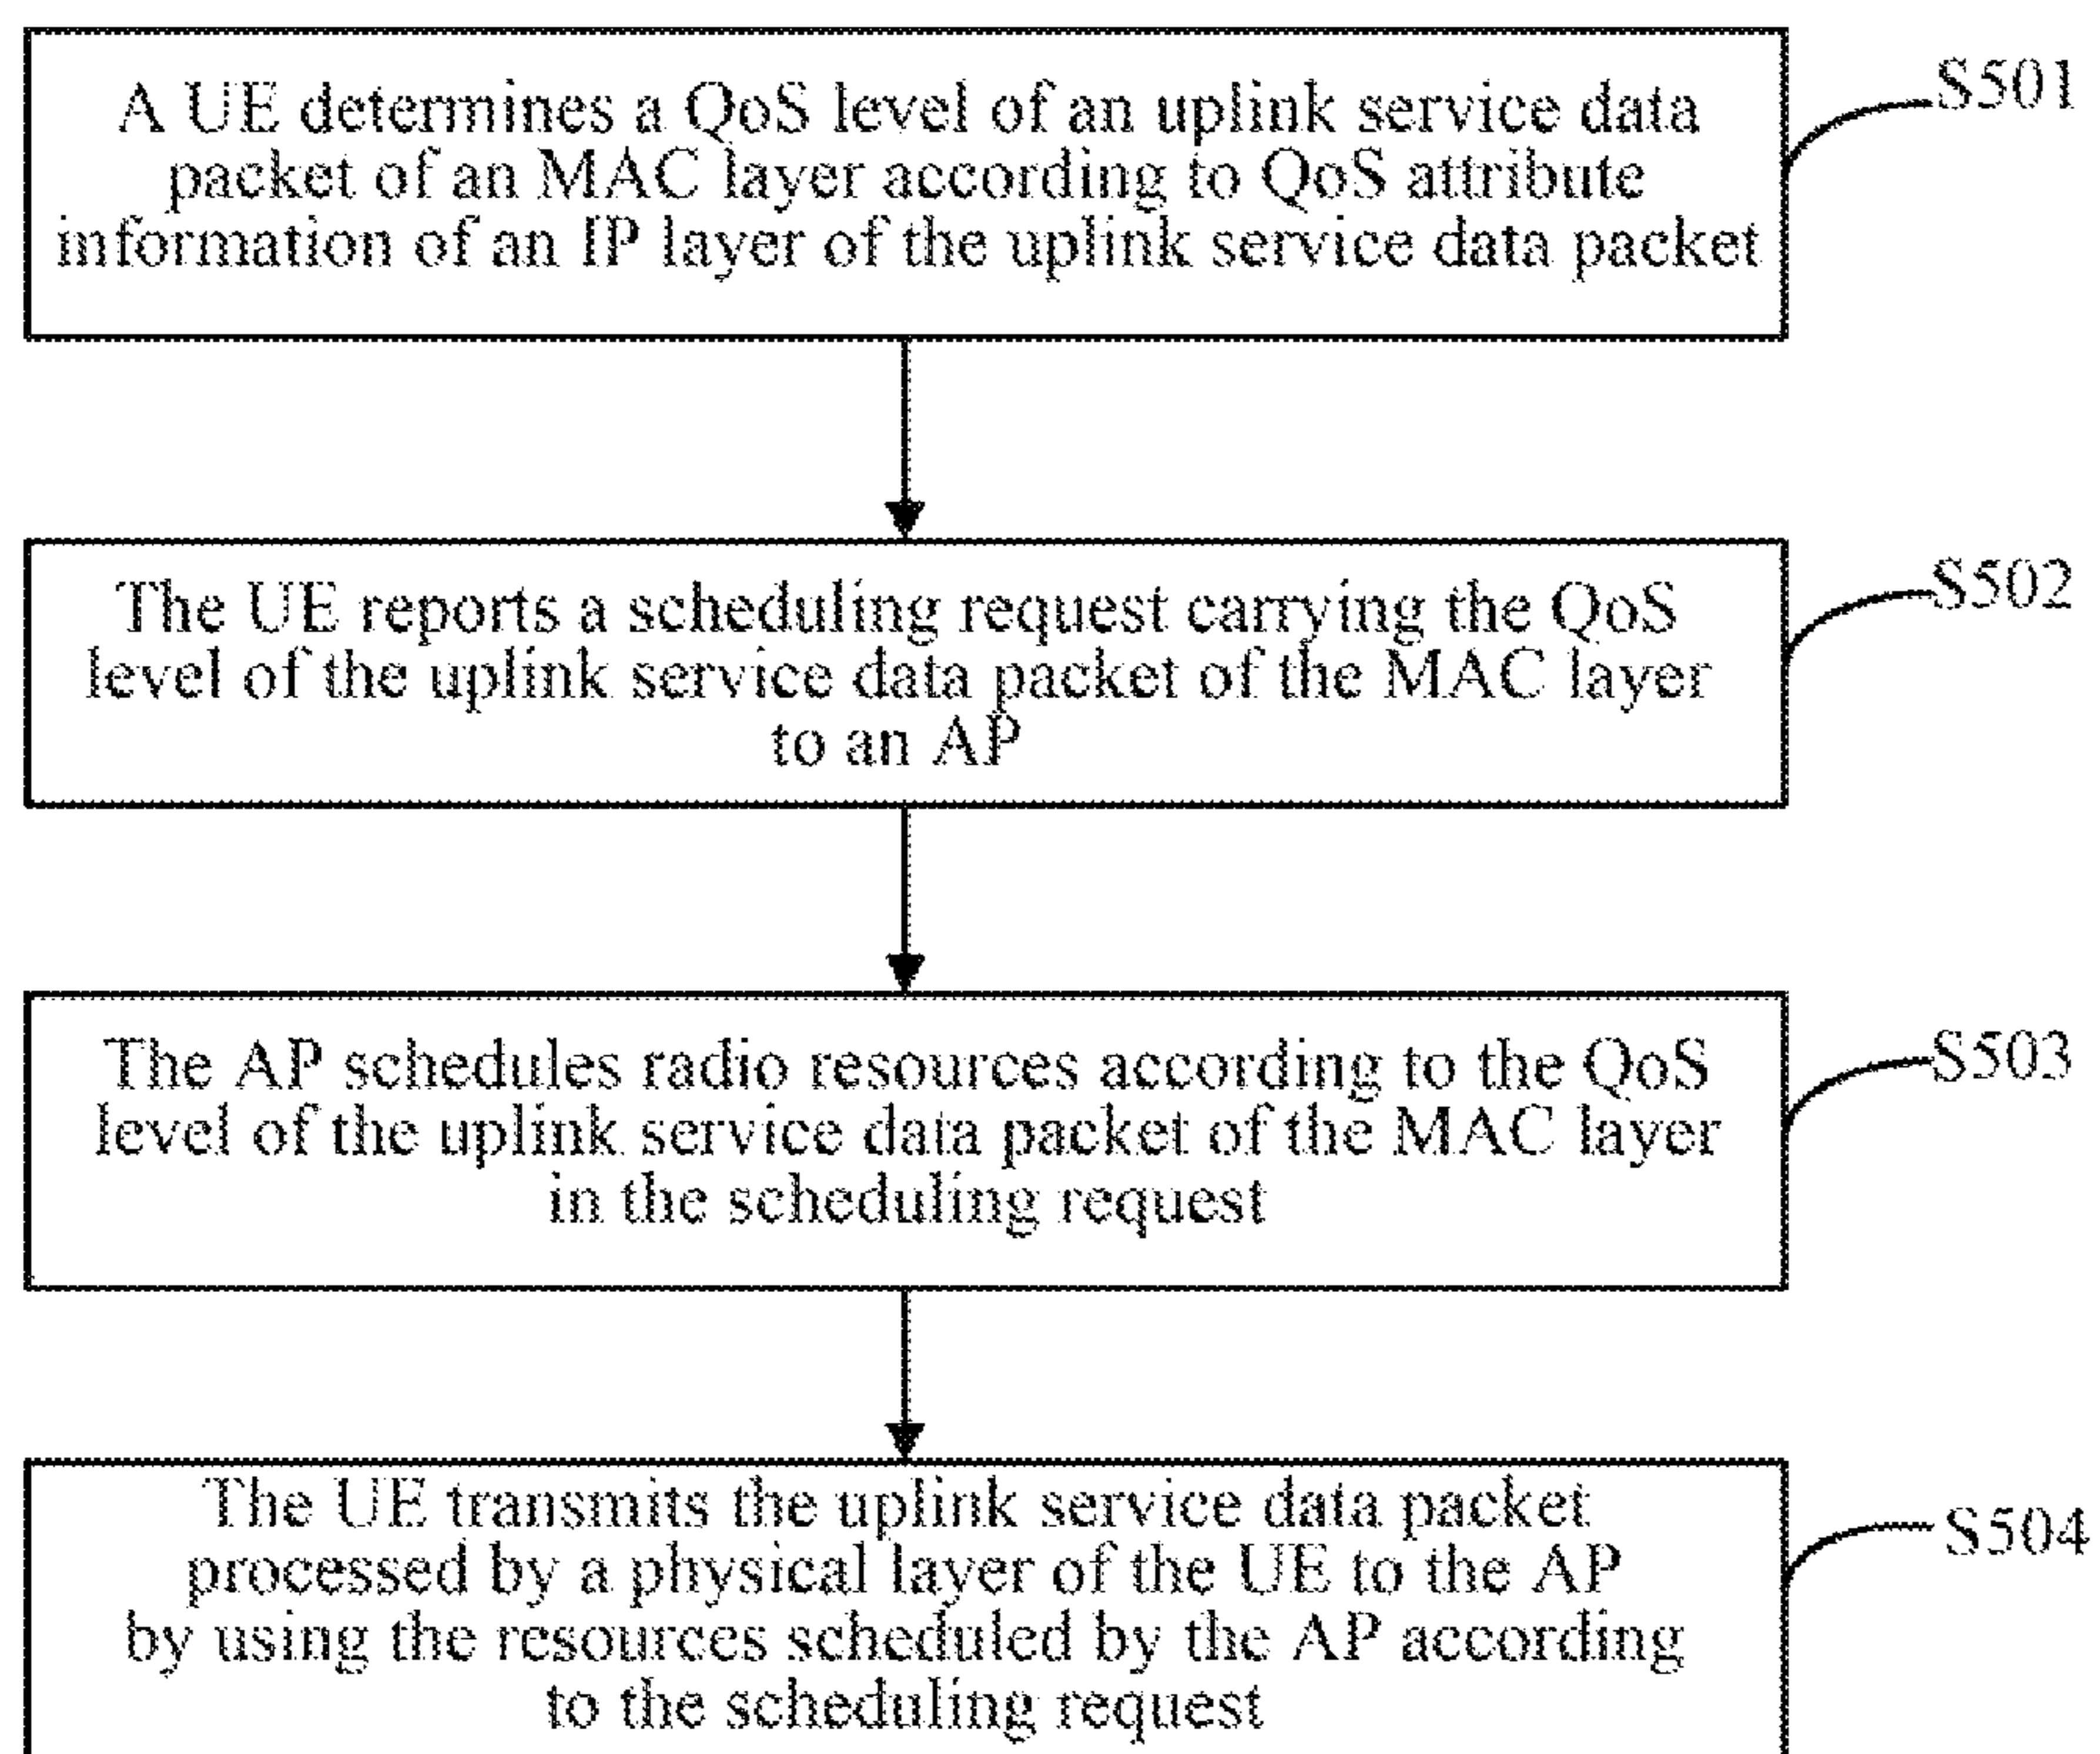 A UE determines a QoS level of an uplink service data
packet of an MAC layer according to QoS attribute
information of an IP layer of the uplink service data packet
S501
The UE reports a scheduling request carrying the QoS
level of the uplink service data packet of the MAC layer
to an AP
S502
The AP schedules radio resources according to the QoS
level of the uplink service data packet of the MAC layer
in the scheduling request
S503
The UE transmits the uplink service data packet
processed by a physical layer of the UE to the AP
by using the resources scheduled by the AP according
to the scheduling request
S504